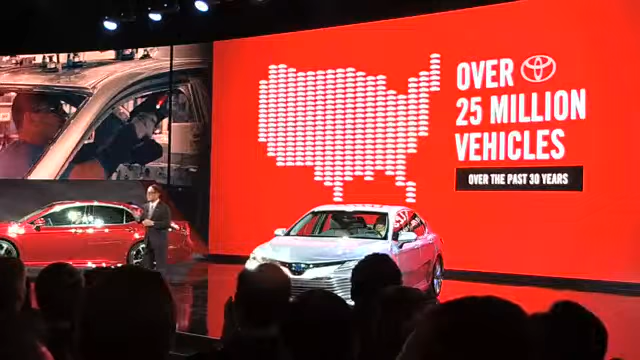 OVER
25 MILLION
VEHICLES
OVER THE PAST 30 YEARS